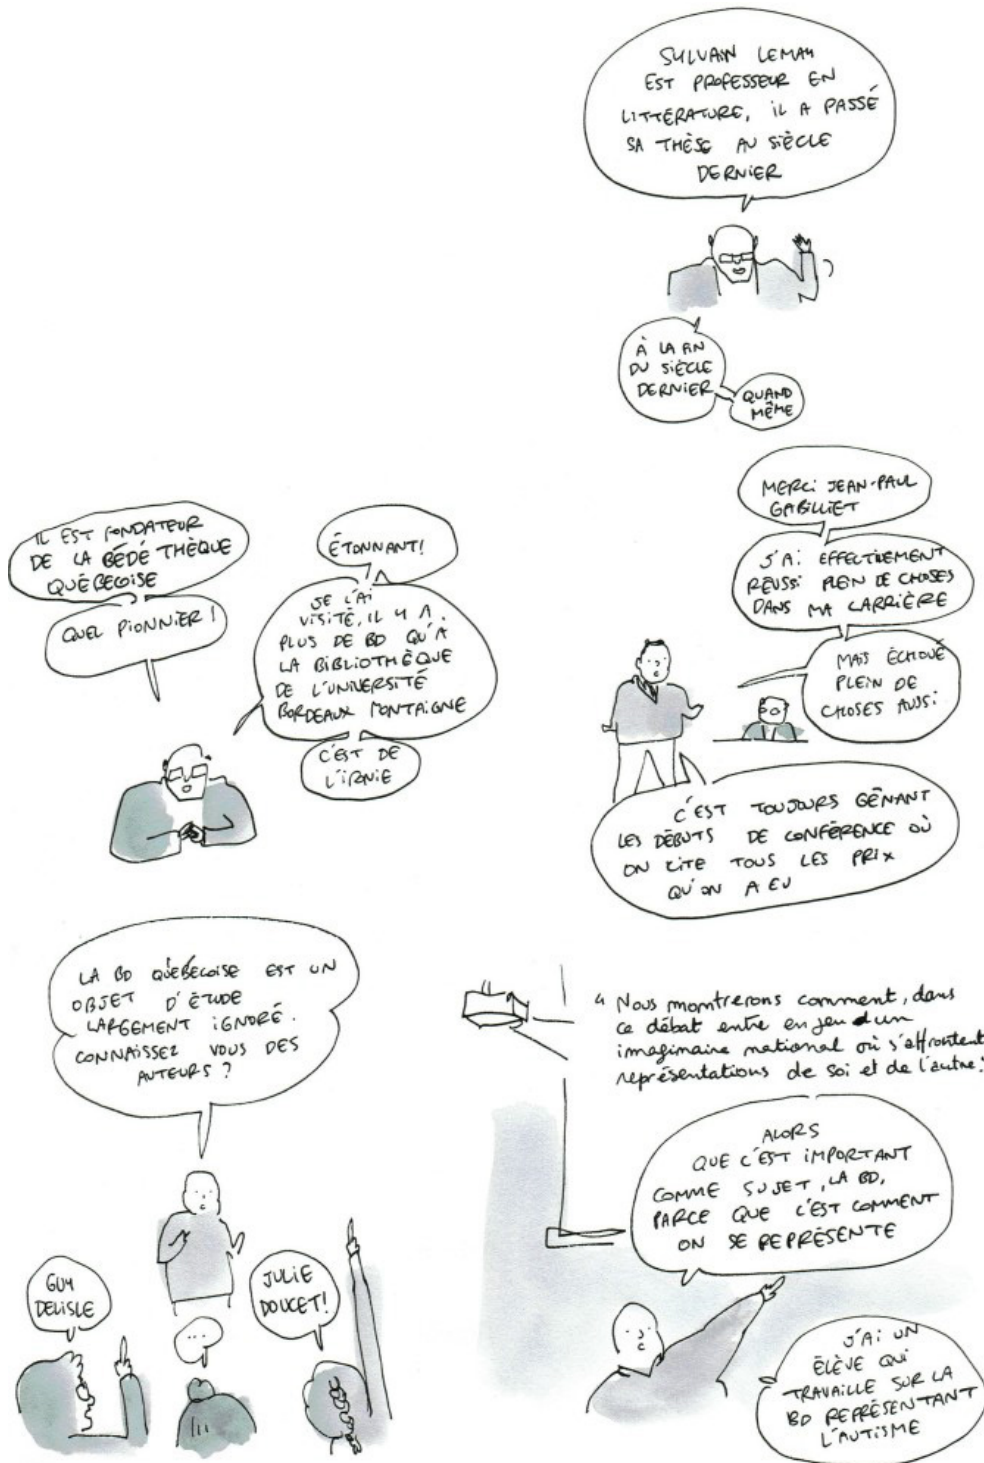 SYLVAIN LEMAY
EST PROFESSEUR EN
LITTÉRATURE, IL A PASSÉ
SA THÈSE AU SIÈCLE
DERNIER
À LA FIN
DU SIÈCLE
DERNIER
QUAND
MÊME
IL EST FONDATEUR
DE LA BÉDÉTHÈQUE
QUÉBECOISE
QUEL PIONNIER!
ÉTONNANT!
JE L'AI
VISITÉ, IL Y A
PLUS DE BD QU'À
LA BIBLIOTHÈQUE
DE L'UNIVERSITÉ
BORDEAUX MONTAIGNE
C'EST DE
L'IRNIE
MERCI JEAN-PAUL
GABILLIET
J'AI EFFECTIVEMENT
RÉUSSI PLEIN DE CHOSES
DANS MA CARRIÈRE
MAIS ÉCHOUÉ
PLEIN DE
CHOSES AUSSI
C'EST TOUJOURS GÊNANT
LES DÉBUTS DE CONFÉRENCE OÙ
ON CITE TOUS LES PRIX
QU'ON A EU
LA BD QUÉBECOISE EST UN
OBJET D'ÉTUDE
LARGEMENT IGNORÉ.
CONNAISSEZ VOUS DES
AUTEURS?
GUY
DELISLE
...
JULIE
DOUCET!
"Nous montrerons comment, dans
ce débat entre en jeu d'un
imaginaire national où s'affrontent
représentations de soi et de l'autre."
ALORS
QUE C'EST IMPORTANT
COMME SUJET, LA BD,
PARCE QUE C'EST COMMENT
ON SE REPRÉSENTE
J'AI UN
ÉLÈVE QUI
TRAVAILLE SUR LA
BD REPRÉSENTANT
L'AUTISME